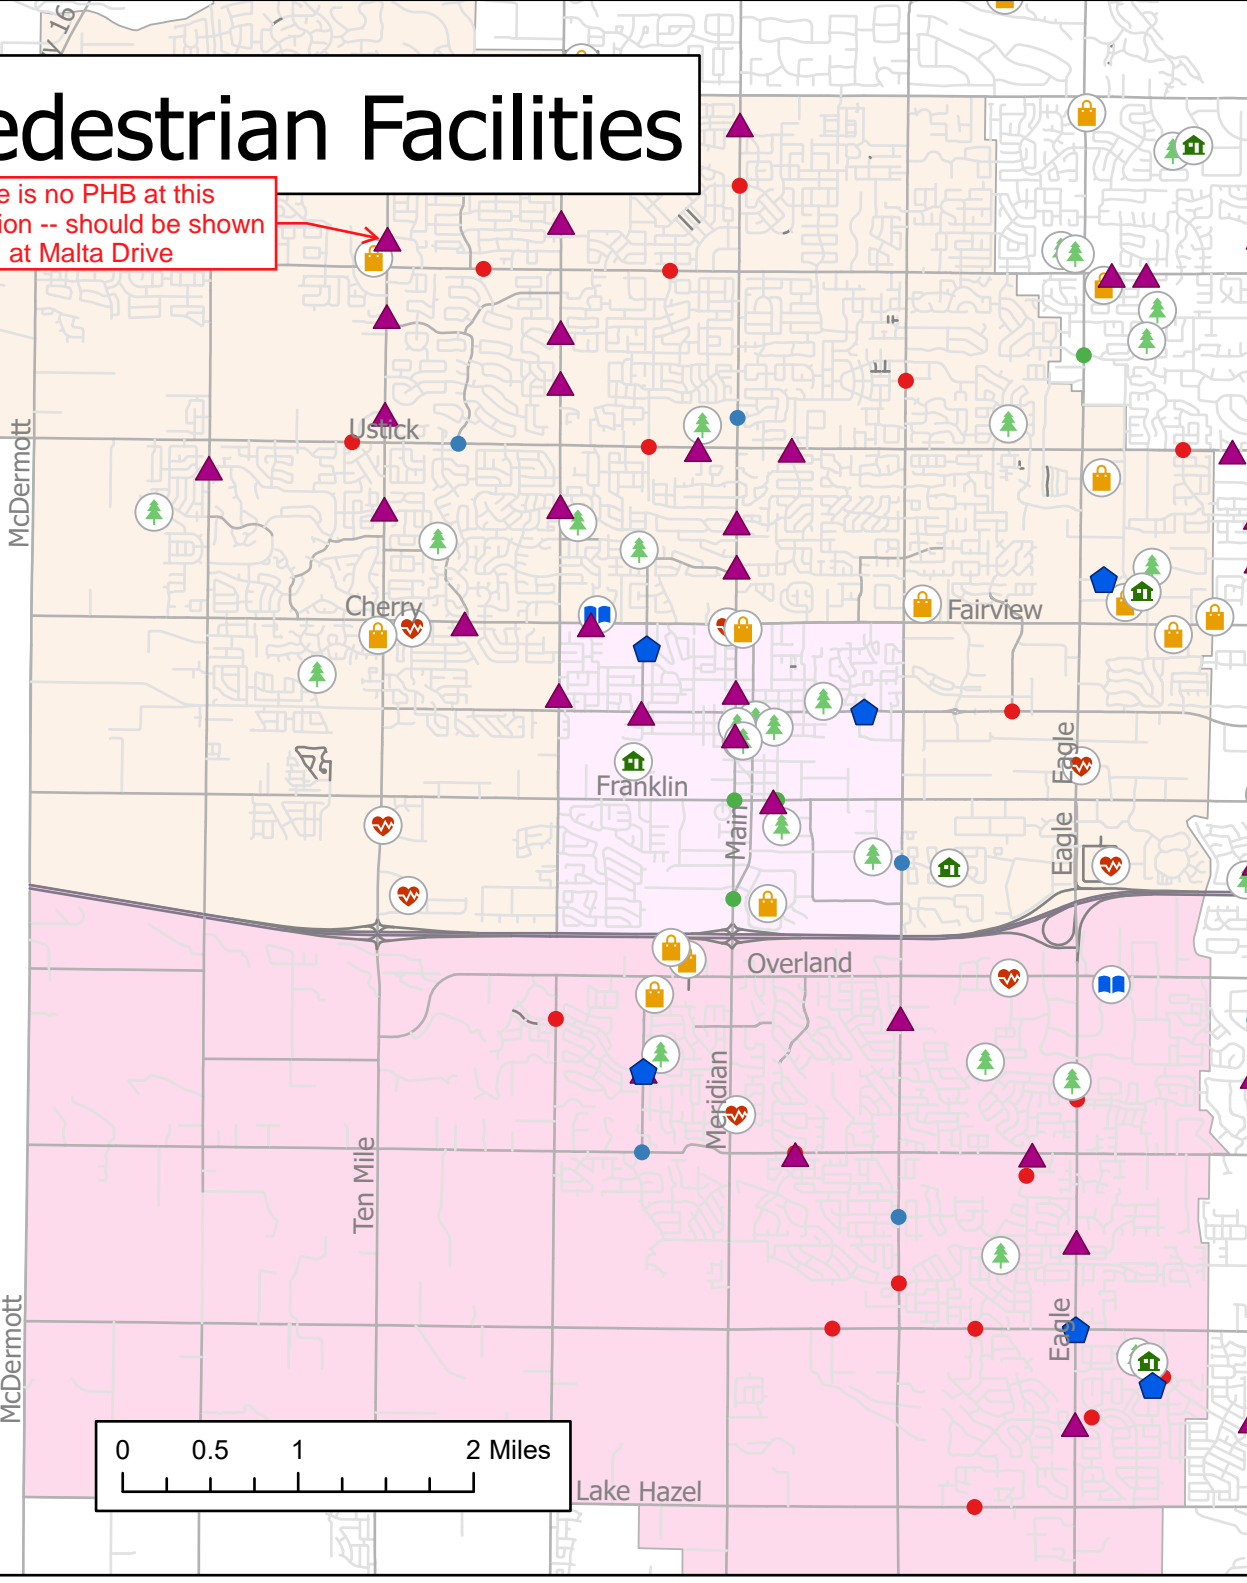 y 16
edestrian Facilities
e is no PHB at this
ion -- should be shown
at Malta Drive
McDermott
Ustick
Cherry
Fairview
Eagle
Franklin
Main
Eagle
Overland
Meridian
Ten Mile
McDermott
Eagle
0 0.5 1 2 Miles
Lake Hazel